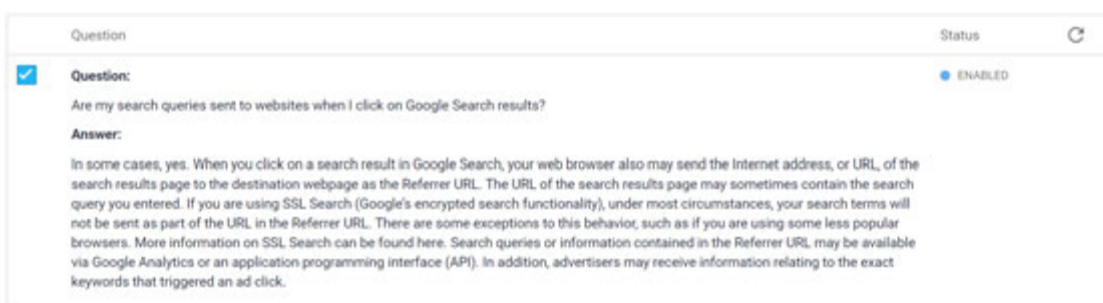 Question Status
Question: ENABLED
Are my search queries sent to websites when I click on Google Search results?
Answer:
In some cases, yes. When you click on a search result in Google Search, your web browser also may send the Internet address, or URL, of the
search results page to the destination webpage as the Referrer URL. The URL of the search results page may sometimes contain the search
query you entered. If you are using SSL Search (Google's encrypted search functionality), under most circumstances, your search terms will
not be sent as part of the URL in the Referrer URL. There are some exceptions to this behavior, such as if you are using some less popular
browsers. More information on SSL Search can be found here. Search queries or information contained in the Referrer URL may be available
via Google Analytics or an application programming interface (API). In addition, advertisers may receive information relating to the exact
keywords that triggered an ad click.